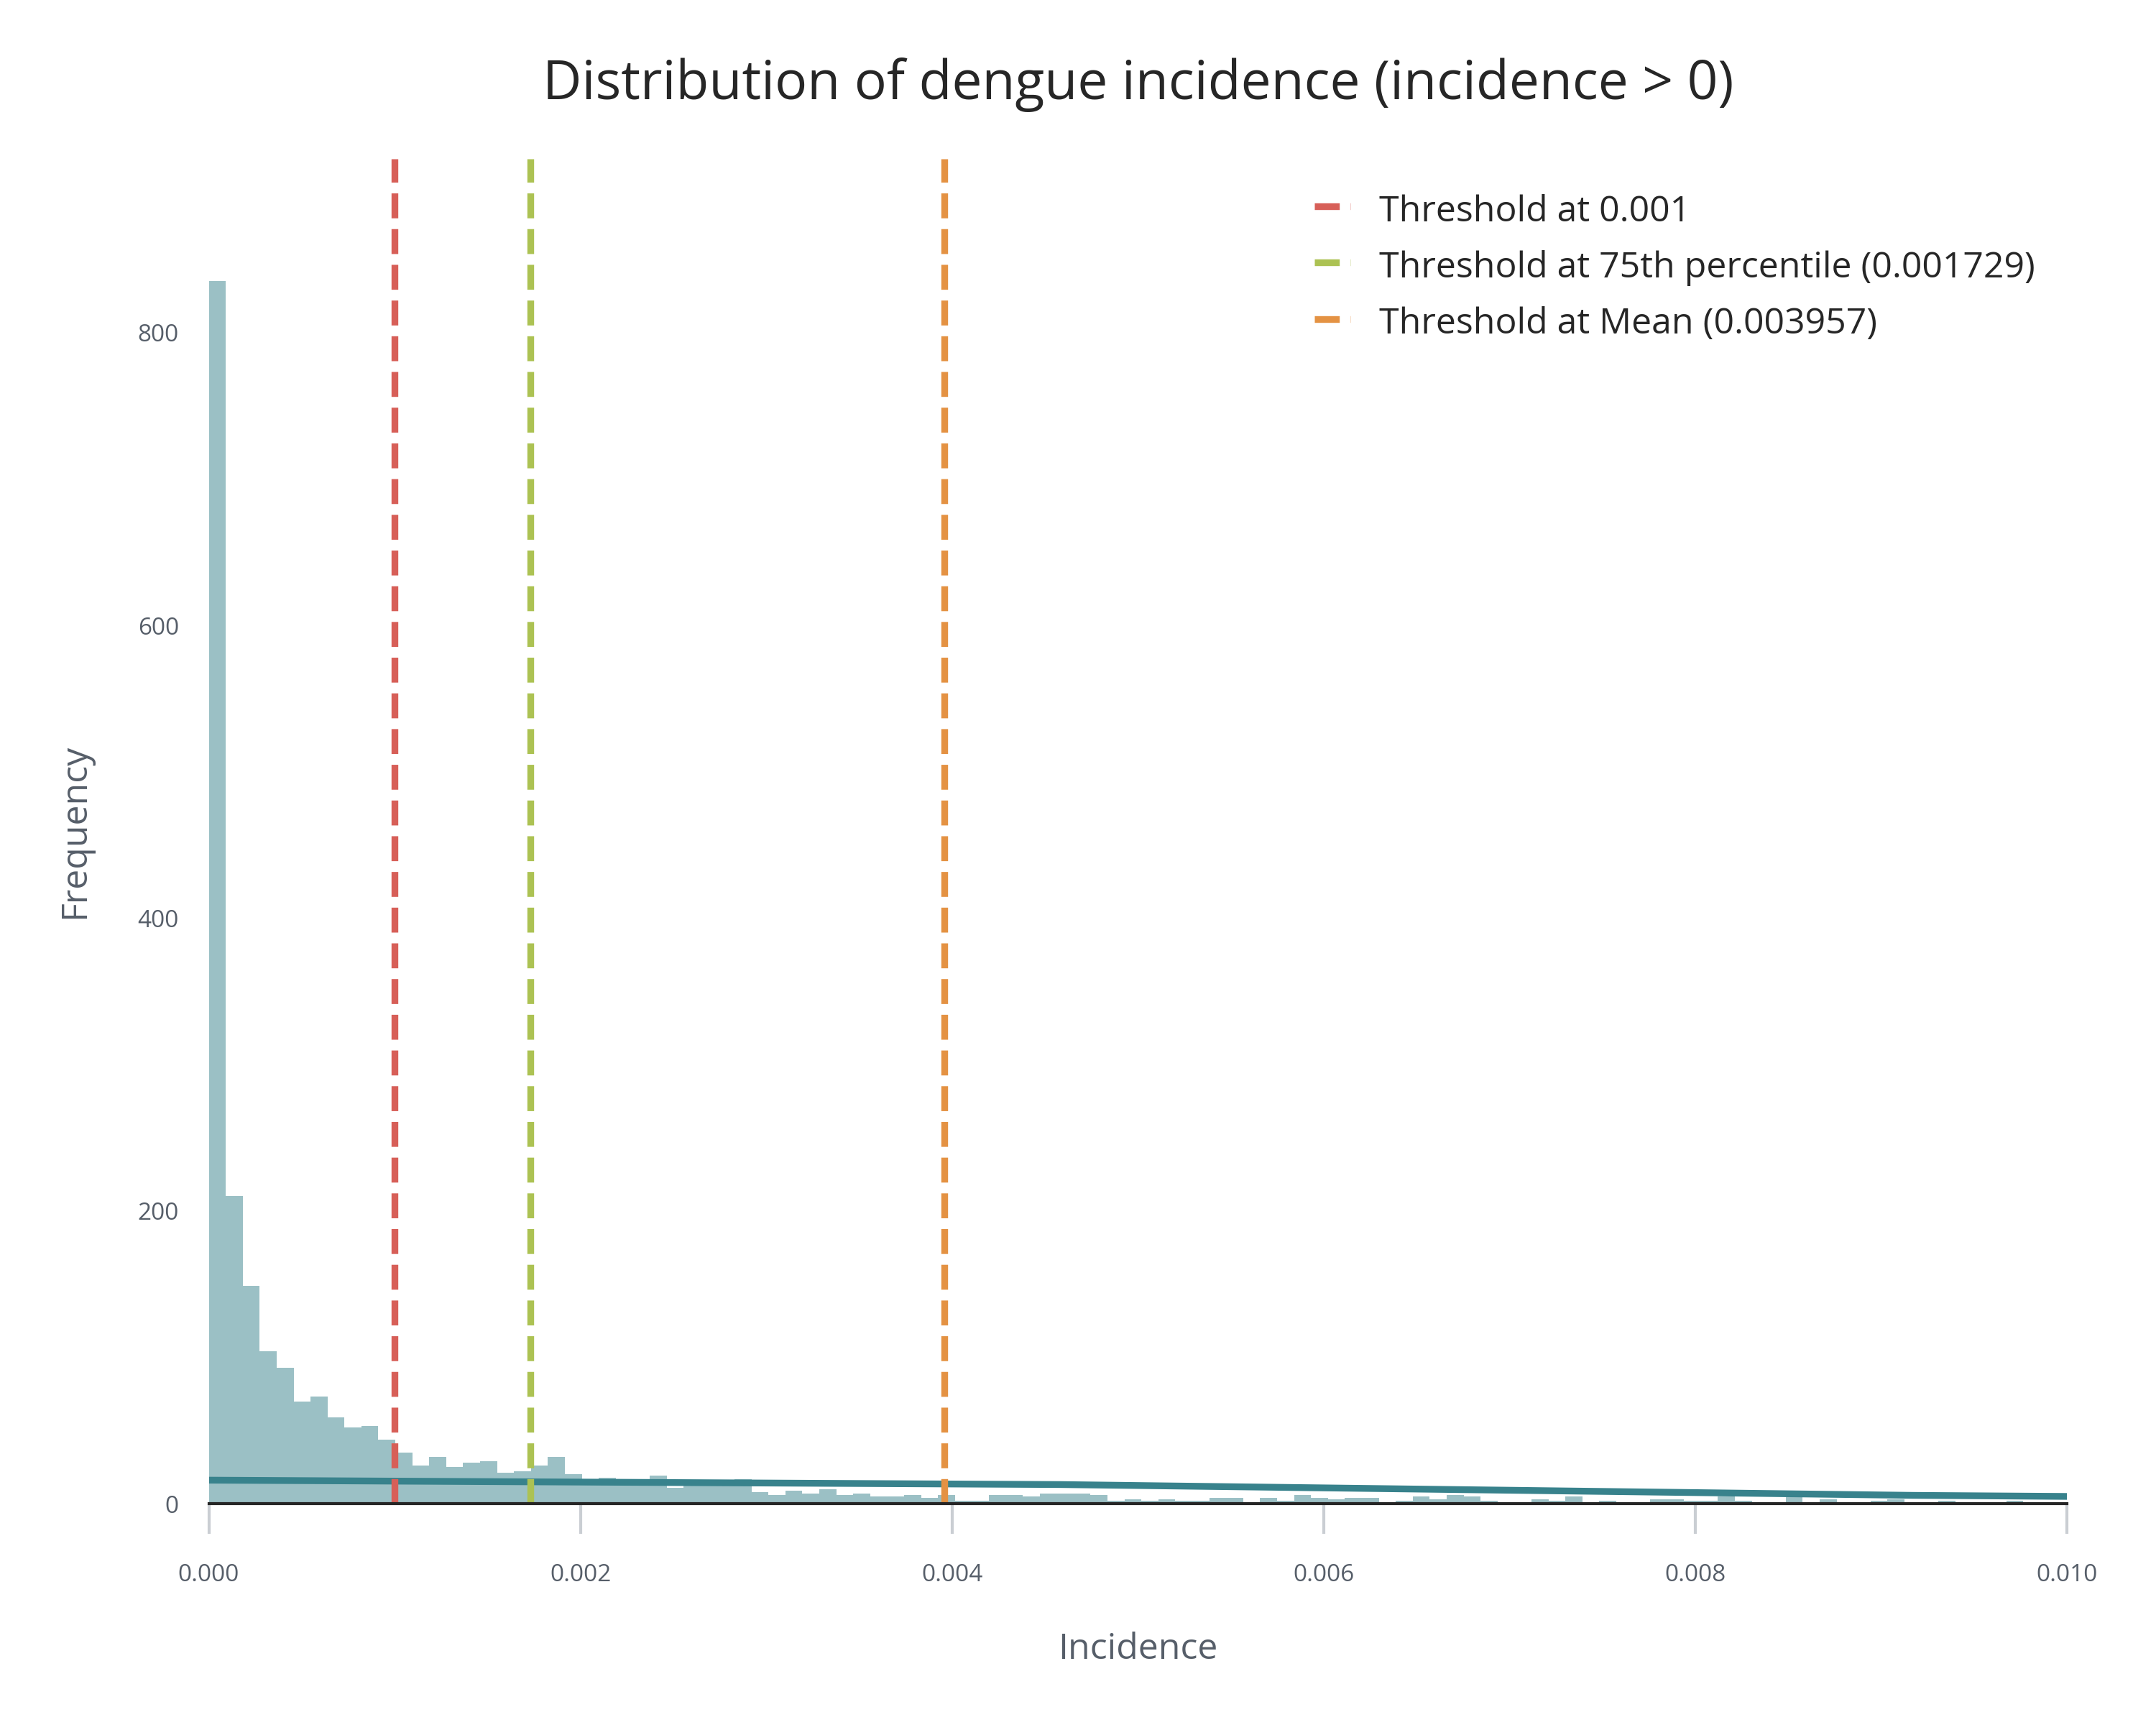 Distribution of dengue incidence (incidence > 0)
Threshold at 0.001
Threshold at 75th percentile (0.001729)
Threshold at Mean (0.003957)
Frequency
800
600
400
200
0
0.000 0.002 0.004 0.006 0.008 0.010
Incidence